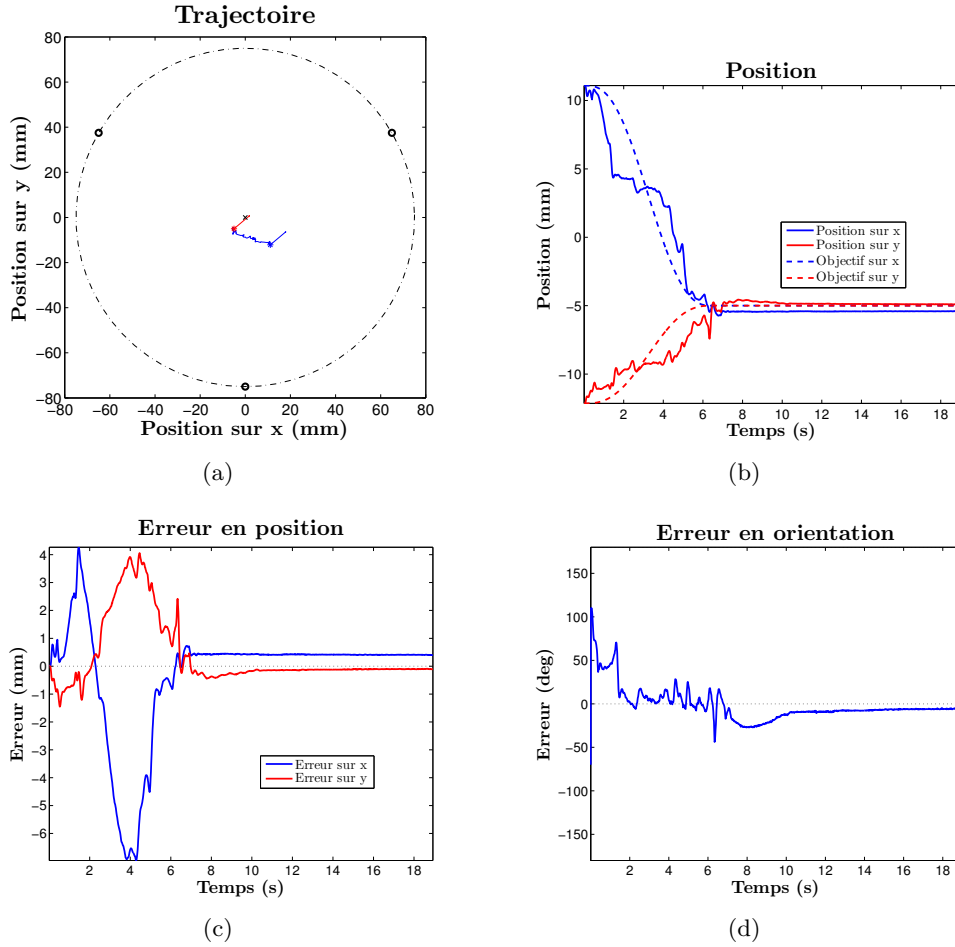 Trajectoire
Position sur y (mm)
80
60
40
20
0
−20
−40
−60
−80
−80 −60 −40 −20 0 20 40 60 80
Position sur x (mm)
(a)
Position
Position (mm)
10
5
0
−5
−10
Position sur x
Position sur y
Objectif sur x
Objectif sur y
2 4 6 8 10 12 14 16 18
Temps (s)
(b)
Erreur en position
Erreur (mm)
4
3
2
1
0
−1
−2
−3
−4
−5
−6
Erreur sur x
Erreur sur y
2 4 6 8 10 12 14 16 18
Temps (s)
(c)
Erreur en orientation
Erreur (deg)
150
100
50
0
−50
−100
−150
2 4 6 8 10 12 14 16 18
Temps (s)
(d)